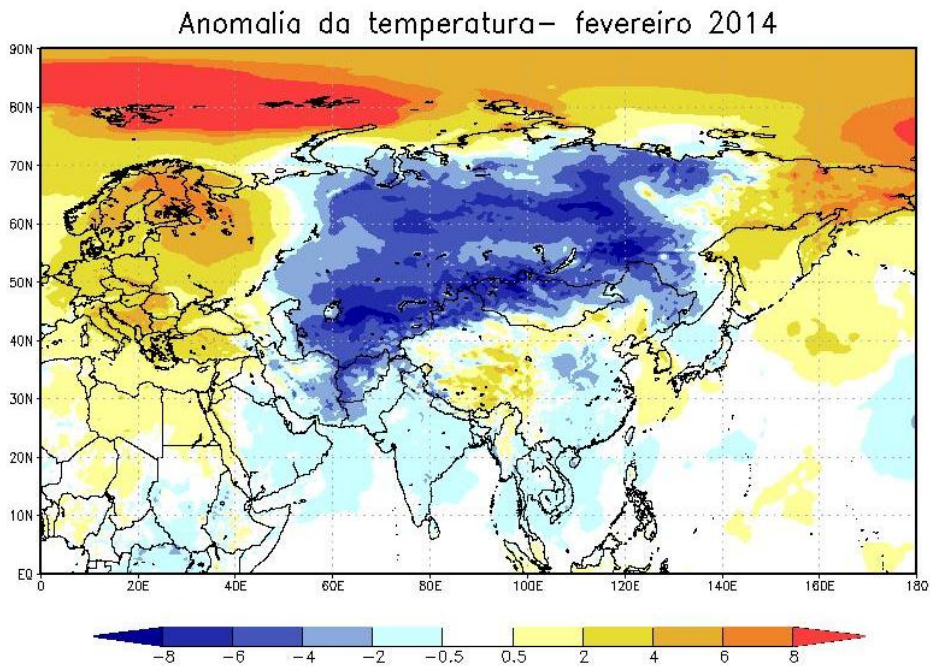 Anomalia da temperatura– fevereiro 2014
90N
80N
70N
60N
50N
40N
30N
20N
10N
EQ
0 20E 40E 60E 80E 100E 120E 140E 160E 180
−8 −6 −4 −2 −0.5 0.5 2 4 6 8